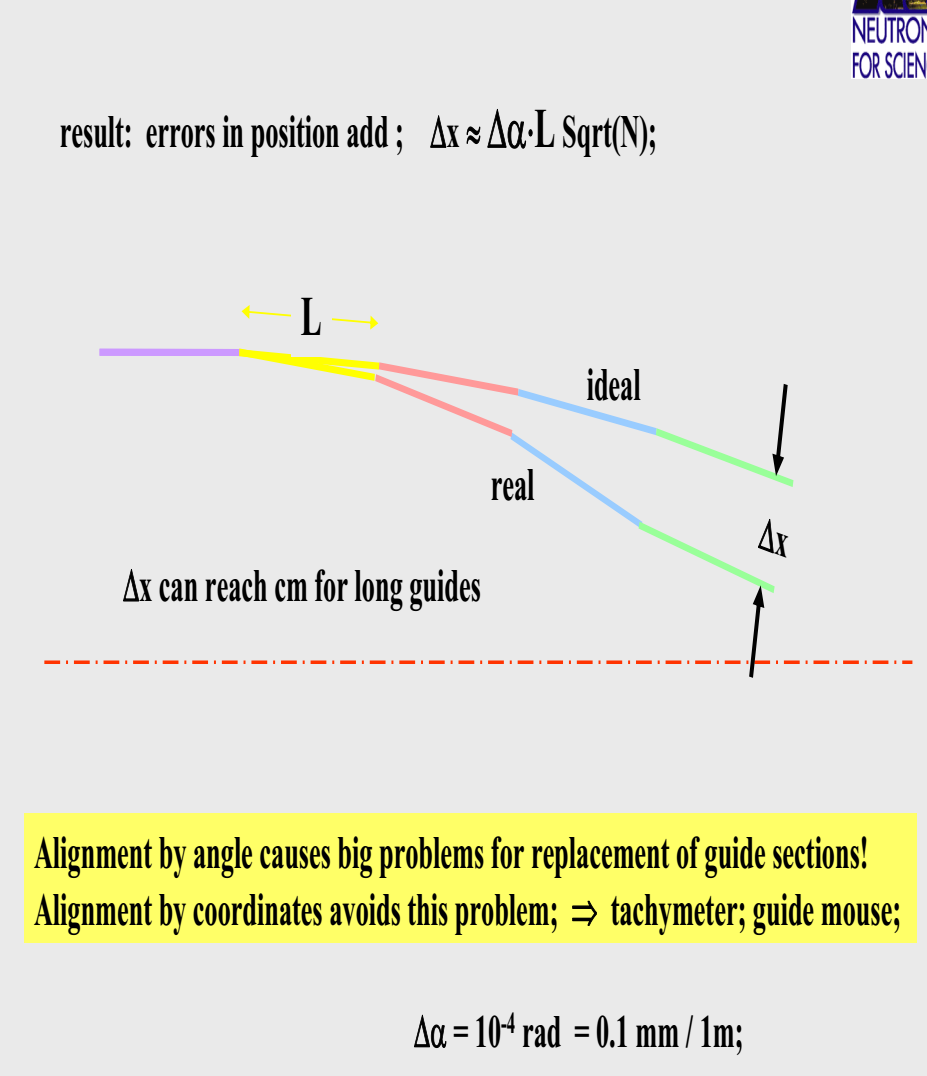 NEUTRON
FOR SCIEN
result: errors in position add ; Δx ≈ Δα·L Sqrt(N);
L
ideal
real
Δx
Δx can reach cm for long guides
Alignment by angle causes big problems for replacement of guide sections!
Alignment by coordinates avoids this problem; ⇒ tachymeter; guide mouse;
Δα = 10⁻⁴ rad = 0.1 mm / 1m;